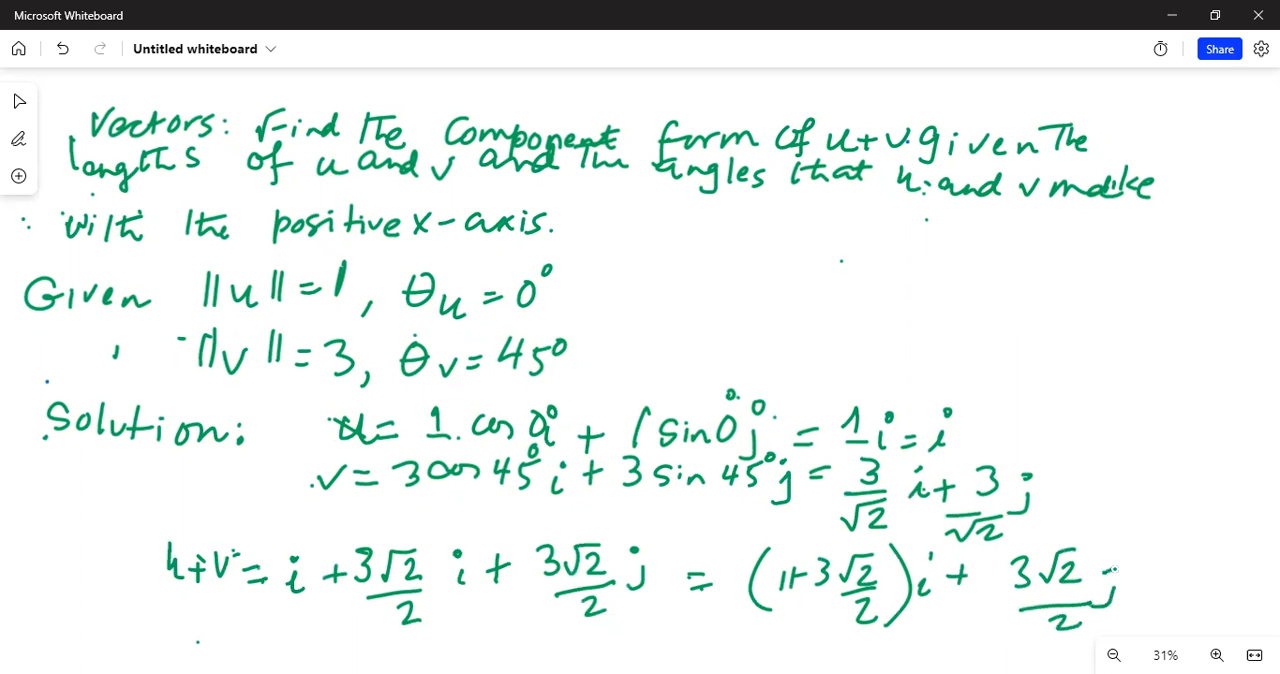 Microsoft Whiteboard
Untitled whiteboard
Share
Vectors: Find the component form of u+v given the
lengths of u and v and the angles that u and v make
with the positive x-axis.
Given ||u|| = 1, θu = 0°
||v|| = 3, θv = 45°
Solution: u = 1. cos 0° i + 1 sin 0° j = 1 i = i
v = 3 cos 45° i + 3 sin 45° j = 3/√2 i + 3/√2 j
u+v = i + 3√2/2 i + 3√2/2 j = (1+3√2/2) i + 3√2/2 j
31%